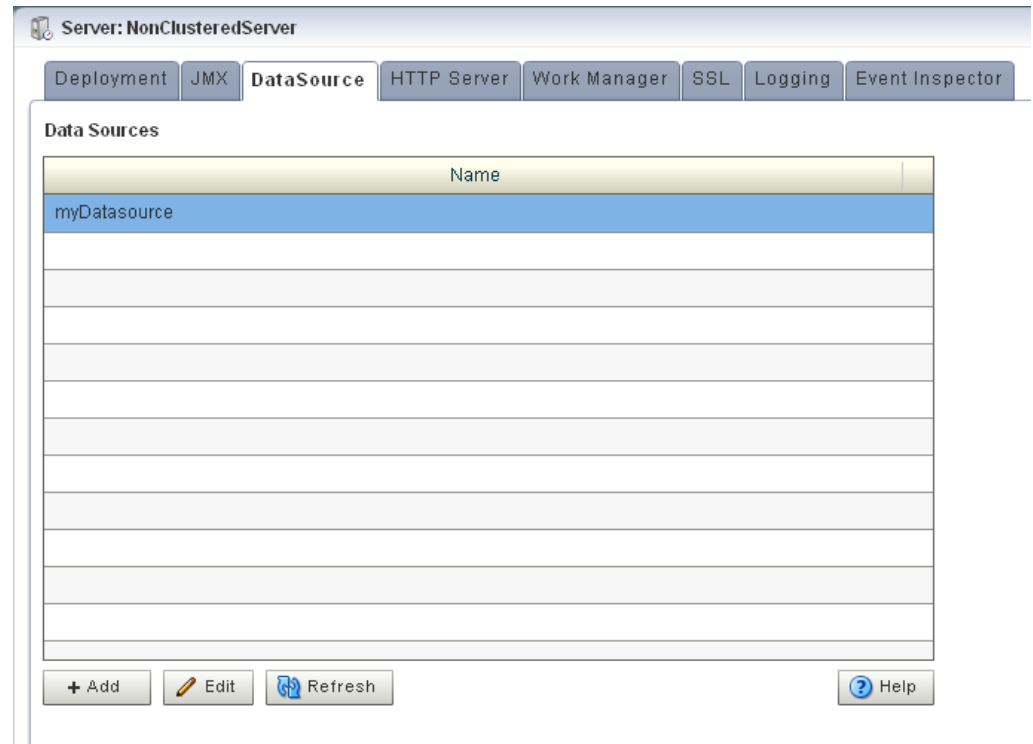 Server: NonClusteredServer
Deployment JMX DataSource HTTP Server Work Manager SSL Logging Event Inspector
Data Sources
Name
myDatasource
+ Add Edit Refresh ? Help